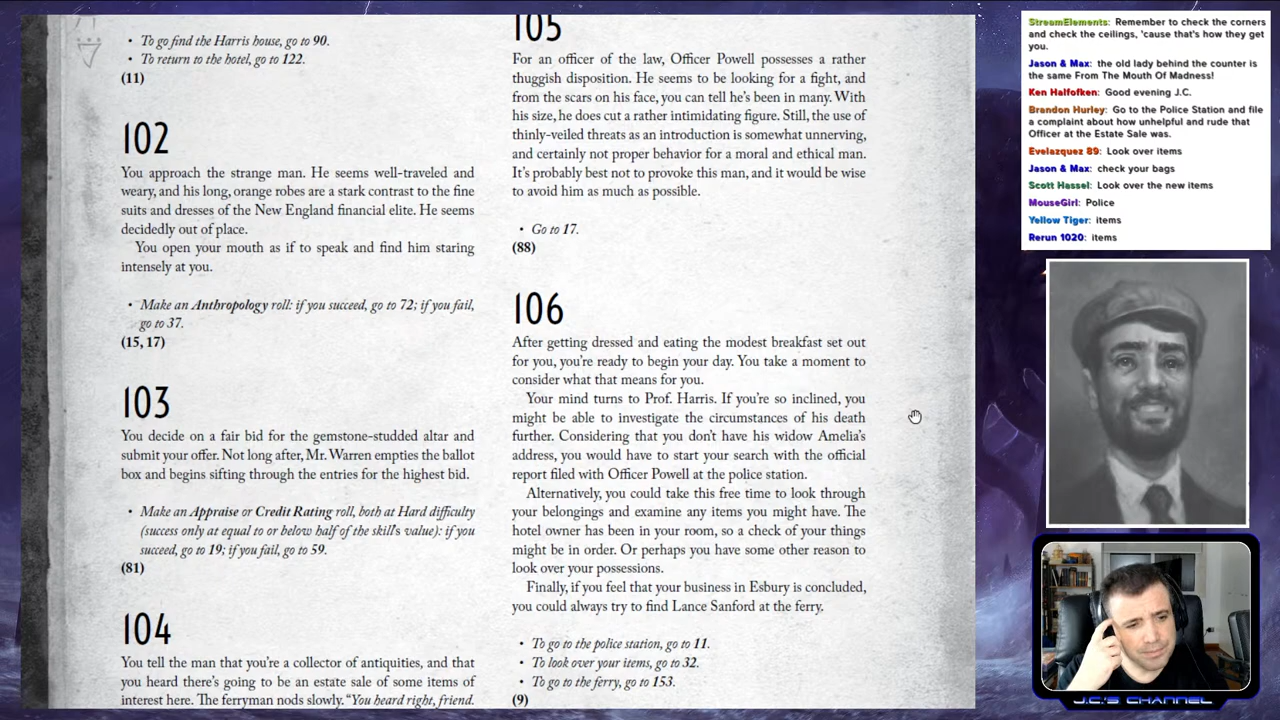 • To go find the Harris house, go to 90.
• To return to the hotel, go to 122.
(11)
102
You approach the strange man. He seems well-traveled and
weary, and his long, orange robes are a stark contrast to the fine
suits and dresses of the New England financial elite. He seems
decidedly out of place.
You open your mouth as if to speak and find him staring
intensely at you.
• Make an Anthropology roll: if you succeed, go to 72; if you fail,
go to 37.
(15, 17)
103
You decide on a fair bid for the gemstone-studded altar and
submit your offer. Not long after, Mr. Warren empties the ballot
box and begins sifting through the entries for the highest bid.
• Make an Appraise or Credit Rating roll, both at Hard difficulty
(success only at equal to or below half of the skill's value): if you
succeed, go to 19; if you fail, go to 59.
(81)
104
You tell the man that you're a collector of antiquities, and that
you heard there's going to be an estate sale of some items of
interest here. The ferryman nods slowly. "You heard right, friend.
105
For an officer of the law, Officer Powell possesses a rather
thuggish disposition. He seems to be looking for a fight, and
from the scars on his face, you can tell he's been in many. With
his size, he does cut a rather intimidating figure. Still, the use of
thinly-veiled threats as an introduction is somewhat unnerving,
and certainly not proper behavior for a moral and ethical man.
It's probably best not to provoke this man, and it would be wise
to avoid him as much as possible.
• Go to 17.
(88)
106
After getting dressed and eating the modest breakfast set out
for you, you're ready to begin your day. You take a moment to
consider what that means for you.
Your mind turns to Prof. Harris. If you're so inclined, you
might be able to investigate the circumstances of his death
further. Considering that you don't have his widow Amelia's
address, you would have to start your search with the official
report filed with Officer Powell at the police station.
Alternatively, you could take this free time to look through
your belongings and examine any items you might have. The
hotel owner has been in your room, so a check of your things
might be in order. Or perhaps you have some other reason to
look over your possessions.
Finally, if you feel that your business in Esbury is concluded,
you could always try to find Lance Sanford at the ferry.
• To go to the police station, go to 11.
• To look over your items, go to 32.
• To go to the ferry, go to 153.
(9)
StreamElements: Remember to check the corners
and check the ceilings, 'cause that's how they get
you.
Jason & Max: the old lady behind the counter is
the same From The Mouth Of Madness!
Ken Halfofken: Good evening J.C.
Brandon Hurley: Go to the Police Station and file
a complaint about how unhelpful and rude that
Officer at the Estate Sale was.
Evelazquez 89: Look over items
Jason & Max: check your bags
Scott Hassel: Look over the new items
MouseGirl: Police
Yellow Tiger: items
Rerun 1020: items
J.C.'S CHANNEL